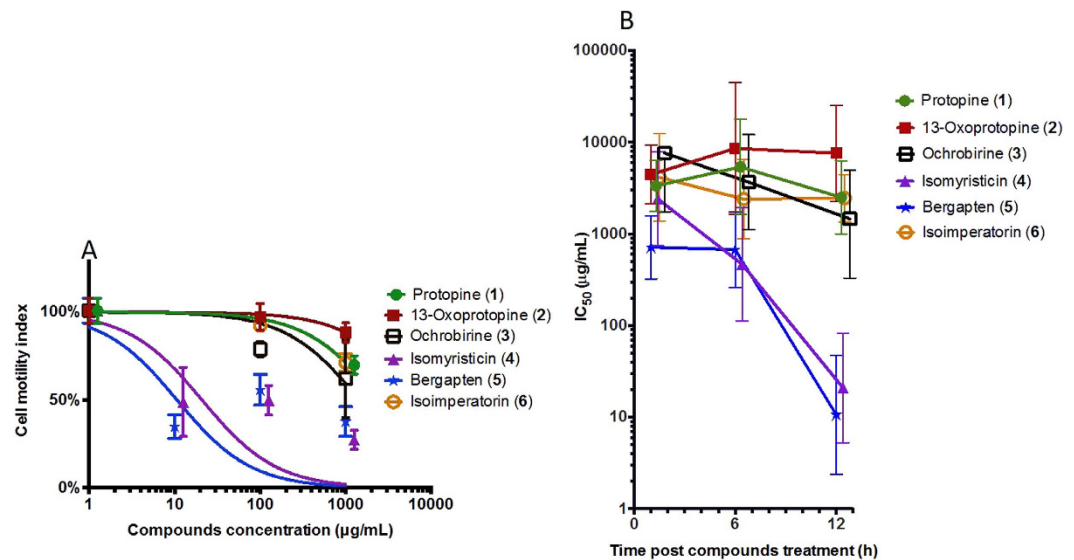 A
Cell motility index
100%
50%
0%
1
10
100
1000
10000
Compounds concentration (µg/mL)
Protopine (1)
13-Oxoprotopine (2)
Ochrobirine (3)
Isomyristicin (4)
Bergapten (5)
Isoimperatorin (6)
B
IC50 (µg/mL)
100000
10000
1000
100
10
1
0
6
12
Time post compounds treatment (h)
Protopine (1)
13-Oxoprotopine (2)
Ochrobirine (3)
Isomyristicin (4)
Bergapten (5)
Isoimperatorin (6)